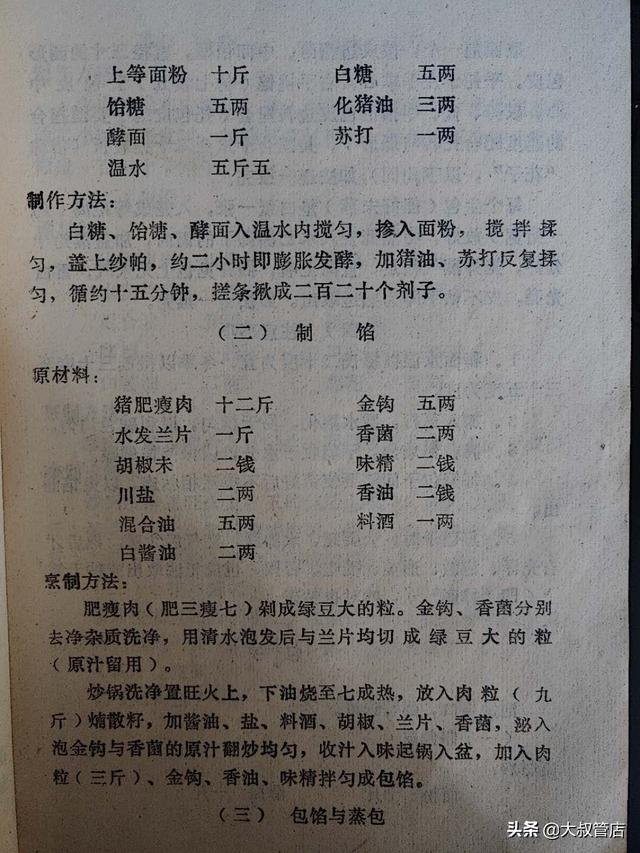 上等面粉 十斤 白糖 五两
饴糖 五两 化猪油 三两
酵面 一斤 苏打 一两
温水 五斤五
制作方法：
白糖、饴糖、酵面入温水内搅匀，掺入面粉，搅拌揉
匀，盖上纱帕，约二小时即膨胀发酵，加猪油、苏打反复揉
匀，循约十五分钟，搓条揪成二百二十个剂子。
（二）制 馅
原材料：
猪肥瘦肉 十二斤 金钩 五两
水发兰片 一斤 香菌 二两
胡椒末 二钱 味精 二钱
川盐 二两 香油 二钱
混合油 五两 料酒 一两
白酱油 二两
烹制方法：
肥瘦肉（肥三瘦七）剁成绿豆大的粒。金钩、香菌分别
去净杂质洗净，用清水泡发后与兰片均切成绿豆大的粒
（原汁留用）。
炒锅洗净置旺火上，下油烧至七成热，放入肉粒（九
斤）㸆散籽，加酱油、盐、料酒、胡椒、兰片、香菌，泌入
泡金钩与香菌的原汁翻炒均匀，收汁入味起锅入盆，加入肉
粒（三斤）、金钩、香油、味精拌匀成包馅。
（三）包馅与蒸包
头条 @大叔管店